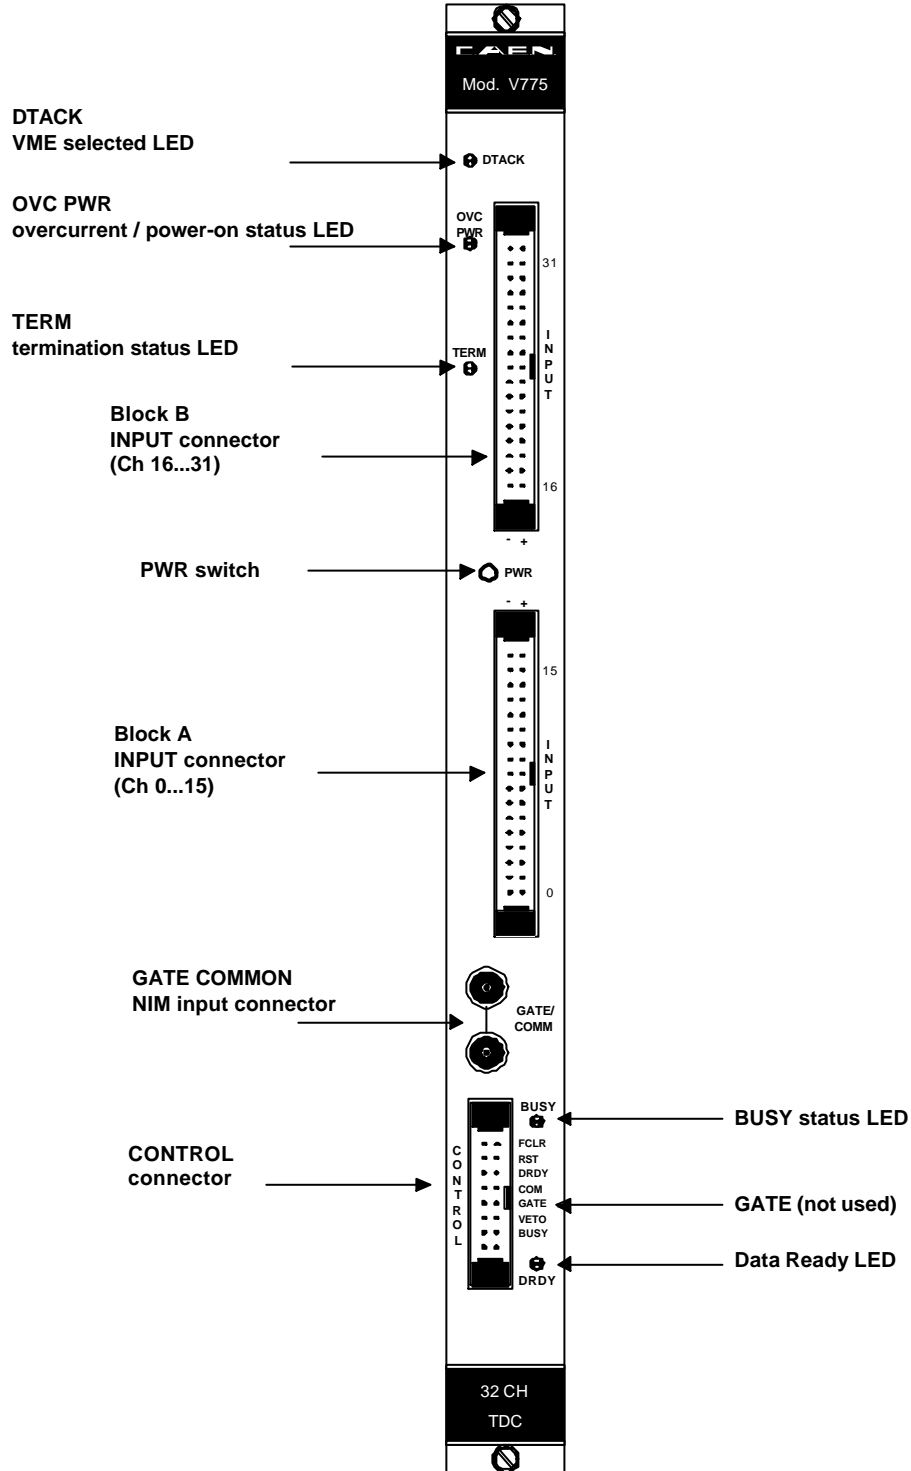 CAEN
Mod. V775
DTACK
VME selected LED
DTACK
OVC PWR
overcurrent / power-on status LED
OVC
PWR
31
TERM
termination status LED
TERM
INPUT
Block B
INPUT connector
(Ch 16...31)
16
- +
PWR switch
PWR
- +
15
Block A
INPUT connector
(Ch 0...15)
INPUT
0
GATE COMMON
NIM input connector
GATE/
COMM
BUSY
BUSY status LED
CONTROL
connector
CONTROL
FCLR
RST
DRDY
COM
GATE
VETO
BUSY
GATE (not used)
Data Ready LED
DRDY
32 CH
TDC